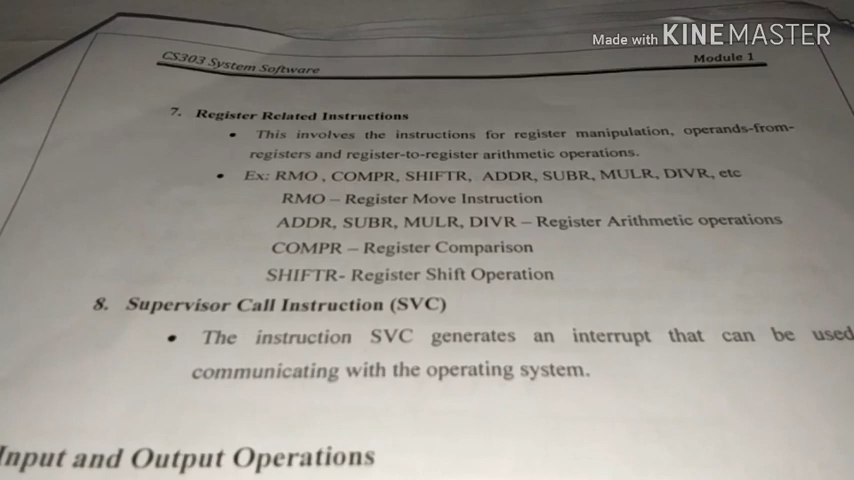 Made with KINEMASTER
CS303 System Software
Module 1
7. Register Related Instructions
• This involves the instructions for register manipulation, operands-from-
registers and register-to-register arithmetic operations.
• Ex: RMO , COMPR, SHIFTR, ADDR, SUBR, MULR, DIVR, etc
RMO – Register Move Instruction
ADDR, SUBR, MULR, DIVR – Register Arithmetic operations
COMPR – Register Comparison
SHIFTR- Register Shift Operation
8. Supervisor Call Instruction (SVC)
• The instruction SVC generates an interrupt that can be used
communicating with the operating system.
Input and Output Operations